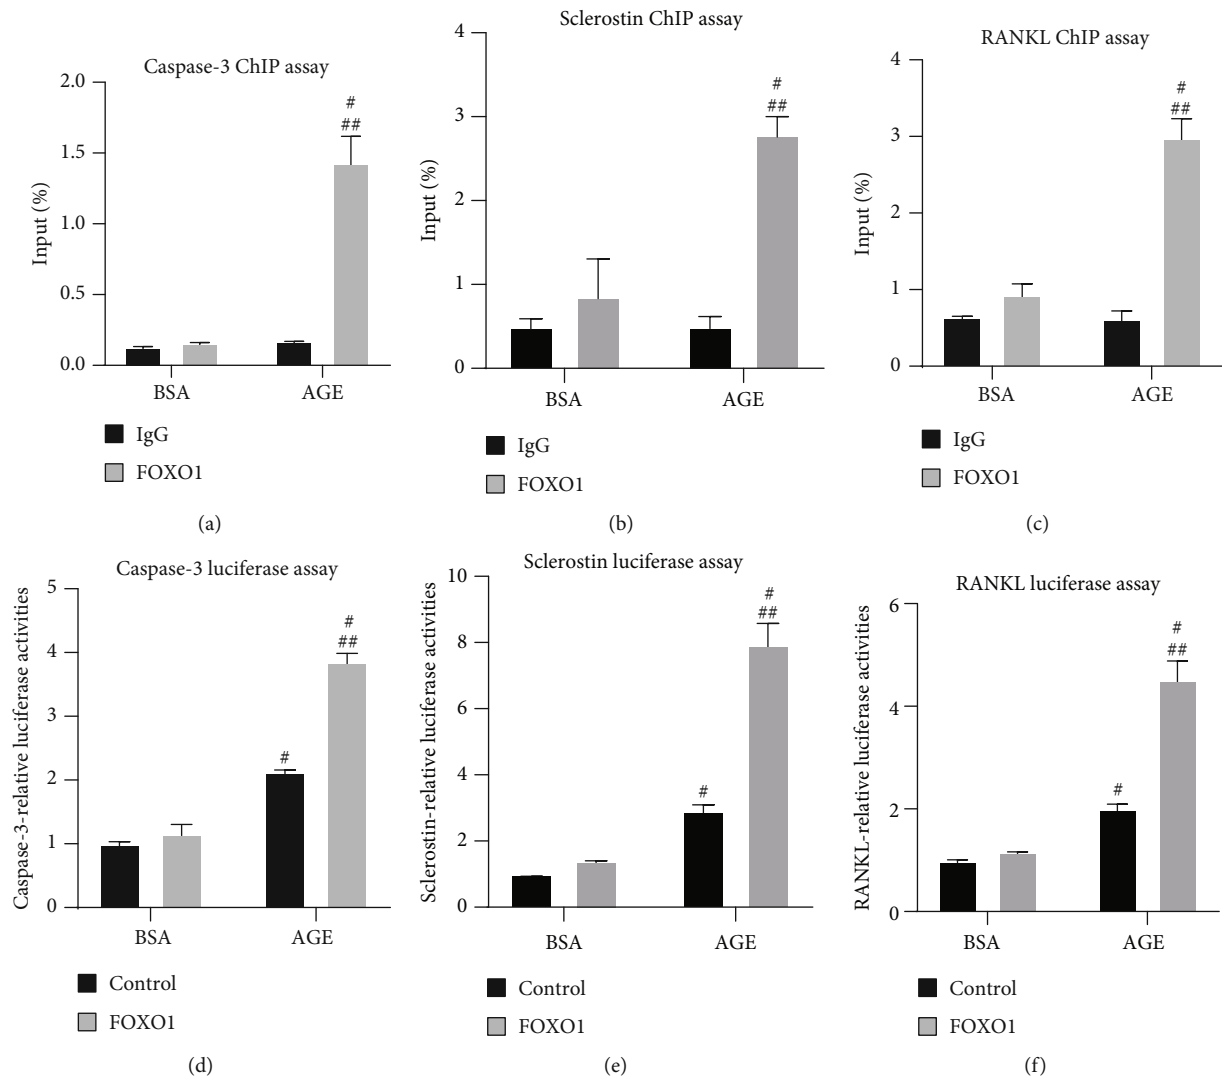 Caspase-3 ChIP assay
Input (%)
2.0
1.5
1.0
0.5
0.0
#
##
BSA
AGE
IgG
FOXO1
(a)
Sclerostin ChIP assay
Input (%)
4
3
2
1
0
#
##
BSA
AGE
IgG
FOXO1
(b)
RANKL ChIP assay
Input (%)
4
3
2
1
0
#
##
BSA
AGE
IgG
FOXO1
(c)
Caspase-3 luciferase assay
Caspase-3-relative luciferase activities
5
4
3
2
1
0
#
#
##
BSA
AGE
Control
FOXO1
(d)
Sclerostin luciferase assay
Sclerostin-relative luciferase activities
10
8
6
4
2
0
#
#
##
BSA
AGE
Control
FOXO1
(e)
RANKL luciferase assay
RANKL-relative luciferase activities
6
4
2
0
#
#
##
BSA
AGE
Control
FOXO1
(f)